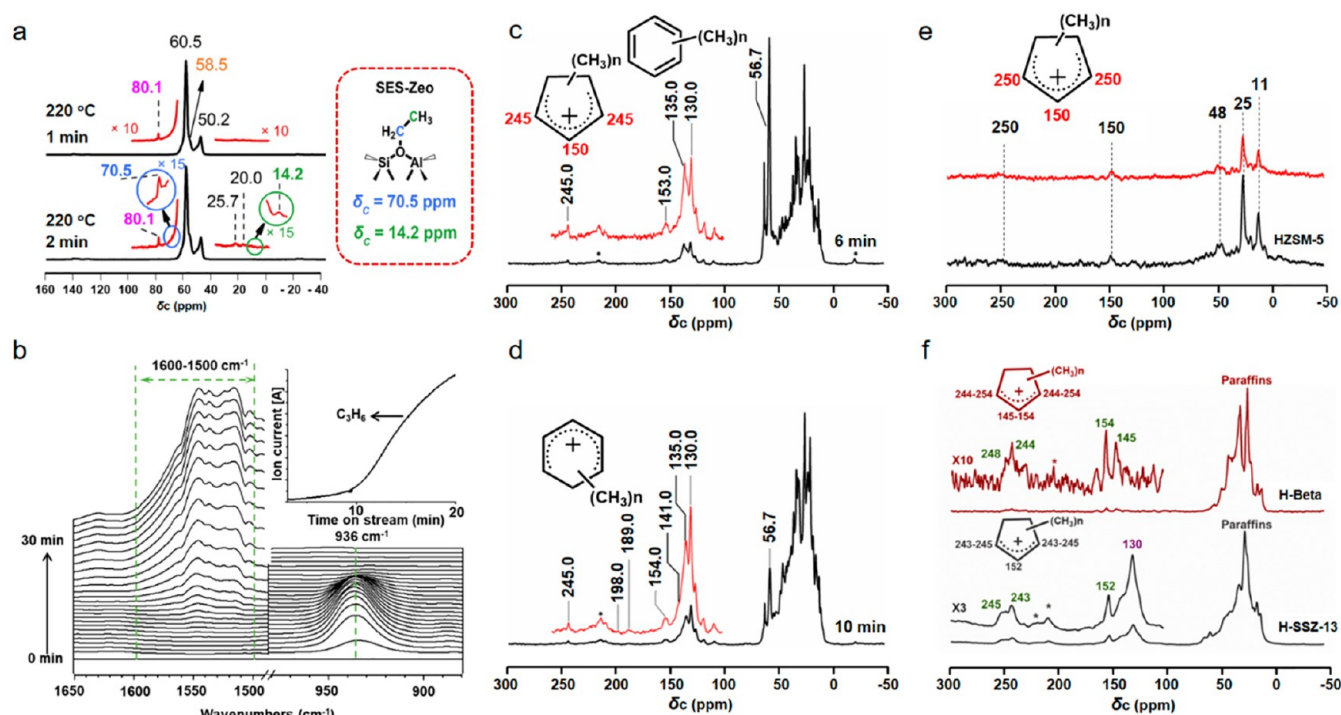 a
60.5
58.5
80.1
220 °C
1 min
× 10
50.2
× 10
70.5
× 15
220 °C
2 min
80.1
25.7
20.0
14.2
× 15
160 140 120 100 80 60 40 20 0 -20 -40
δc (ppm)
SES-Zeo
CH3
H2C
O
Si Al
δC = 70.5 ppm
δC = 14.2 ppm
b
1600-1500 cm-1
Ion current [A]
C3H6
10 20
Time on stream (min)
936 cm-1
30 min
0 min
1650 1600 1550 1500 950 900
Wavenumbers (cm-1)
c
(CH3)n
(CH3)n
+
245 245
150
245.0
153.0
135.0
130.0
56.7
6 min
*
*
300 250 200 150 100 50 0 -50
δc (ppm)
d
+
(CH3)n
245.0
*
198.0
189.0
154.0
141.0
135.0
130.0
56.7
10 min
300 250 200 150 100 50 0 -50
δc (ppm)
e
(CH3)n
+
250 250
150
250
150
48
25
11
HZSM-5
300 250 200 150 100 50 0 -50
δc (ppm)
f
(CH3)n
+
244-254 244-254
145-154
248
244
*
154
145
Paraffins
X10
H-Beta
(CH3)n
+
243-245 243-245
152
245
243
*
*
152
130
Paraffins
X3
H-SSZ-13
300 250 200 150 100 50 0 -50
δc (ppm)